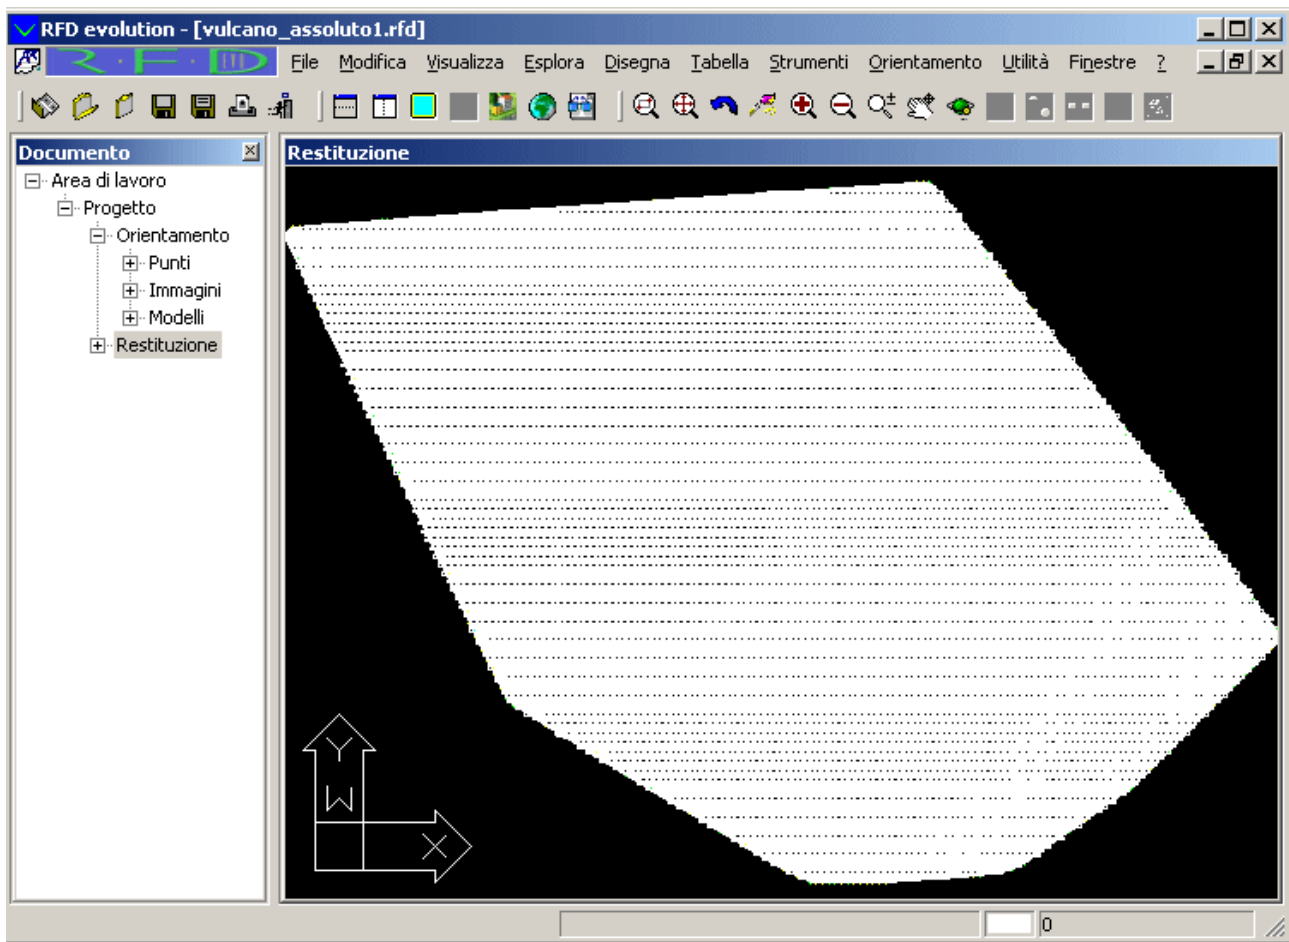 RFD evolution - [vulcano_assoluto1.rfd]
R·F·D File Modifica Visualizza Esplora Disegna Tabella Strumenti Orientamento Utilità Finestre ?
Documento
Area di lavoro
Progetto
Orientamento
Punti
Immagini
Modelli
Restituzione
Restituzione
Y
W
X
0